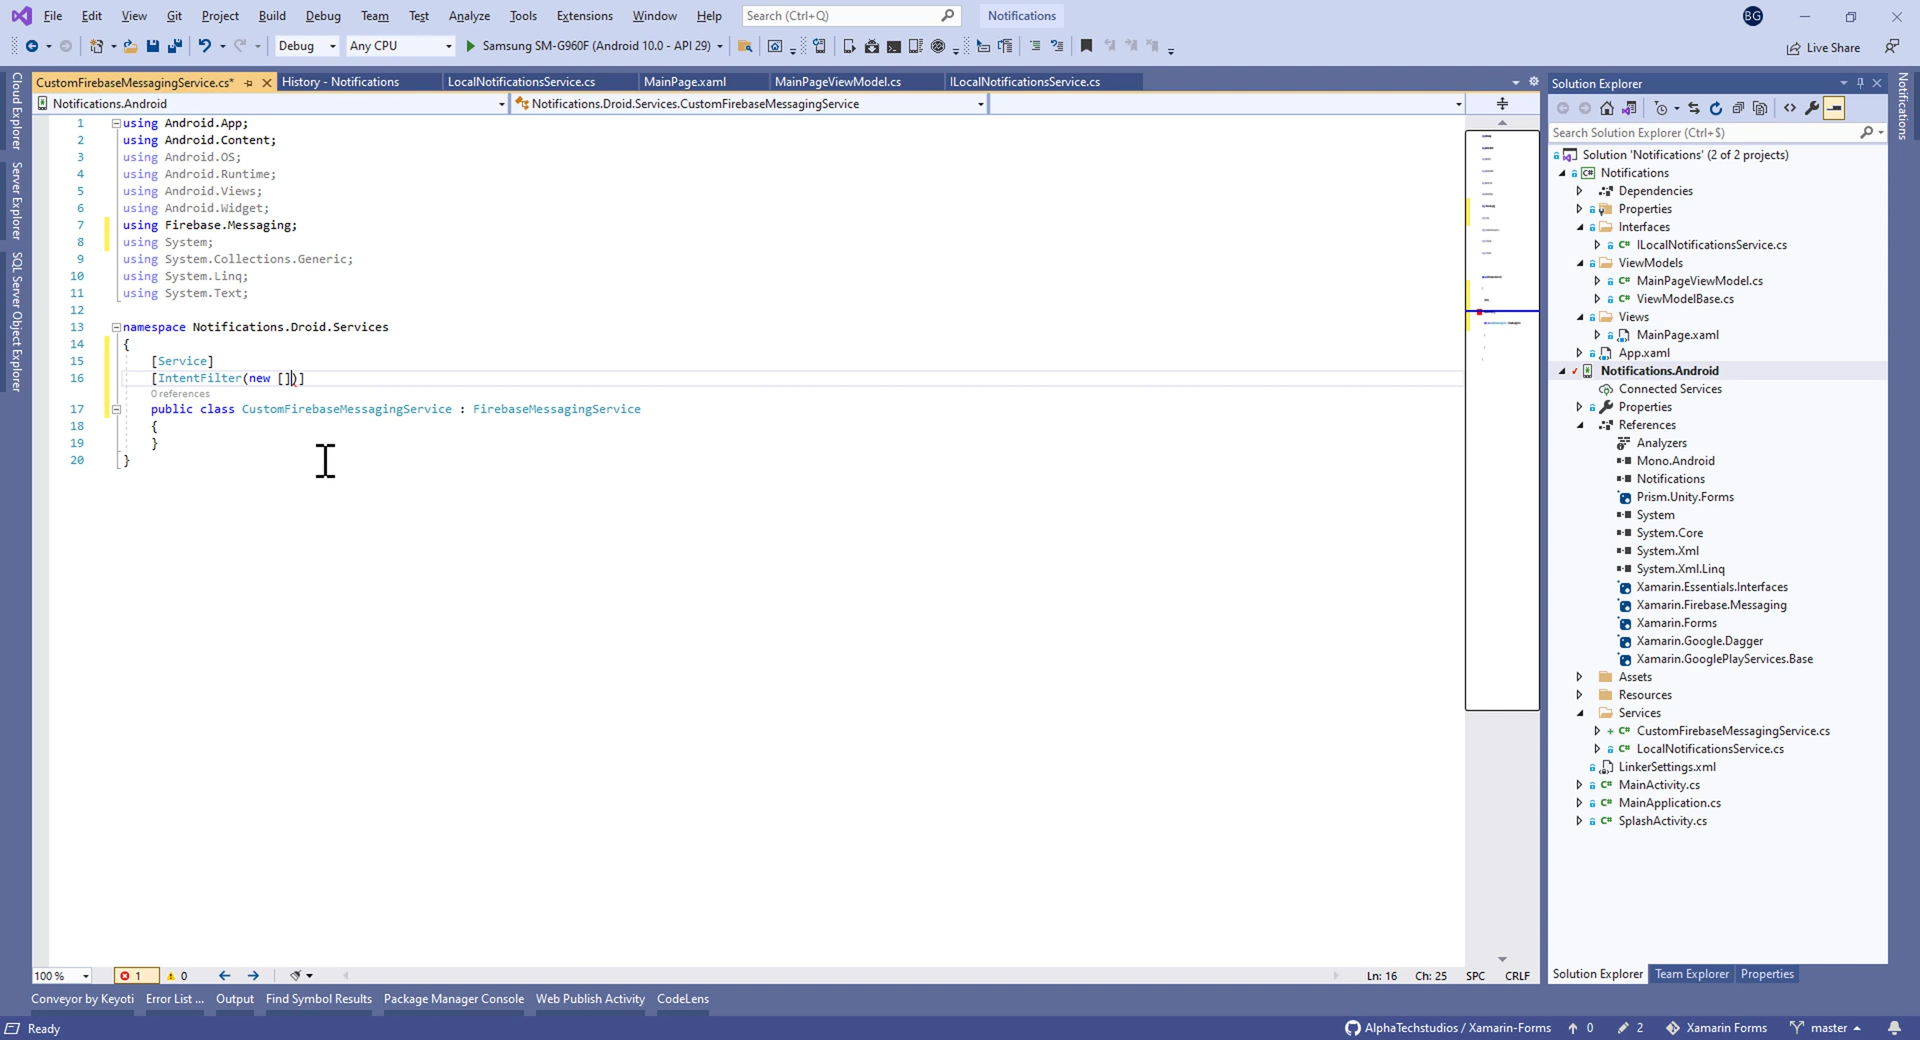 File Edit View Git Project Build Debug Team Test Analyze Tools Extensions Window Help Search (Ctrl+Q) Notifications BG
Debug Any CPU Samsung SM-G960F (Android 10.0 - API 29) Live Share
CustomFirebaseMessagingService.cs* History - Notifications LocalNotificationsService.cs MainPage.xaml MainPageViewModel.cs ILocalNotificationsService.cs
Notifications.Android Notifications.Droid.Services.CustomFirebaseMessagingService
Cloud Explorer
Server Explorer
SQL Server Object Explorer
1 using Android.App;
2 using Android.Content;
3 using Android.OS;
4 using Android.Runtime;
5 using Android.Views;
6 using Android.Widget;
7 using Firebase.Messaging;
8 using System;
9 using System.Collections.Generic;
10 using System.Linq;
11 using System.Text;
12
13 namespace Notifications.Droid.Services
14 {
15 [Service]
16 [IntentFilter(new [])]
0 references
17 public class CustomFirebaseMessagingService : FirebaseMessagingService
18 {
19 }
20 }
100 % 1 0 Ln: 16 Ch: 25 SPC CRLF
Conveyor by Keyoti Error List ... Output Find Symbol Results Package Manager Console Web Publish Activity CodeLens
Ready AlphaTechstudios / Xamarin-Forms 0 2 Xamarin Forms master
Solution Explorer
Search Solution Explorer (Ctrl+$)
Solution 'Notifications' (2 of 2 projects)
Notifications
Dependencies
Properties
Interfaces
ILocalNotificationsService.cs
ViewModels
MainPageViewModel.cs
ViewModelBase.cs
Views
MainPage.xaml
App.xaml
Notifications.Android
Connected Services
Properties
References
Analyzers
Mono.Android
Notifications
Prism.Unity.Forms
System
System.Core
System.Xml
System.Xml.Linq
Xamarin.Essentials.Interfaces
Xamarin.Firebase.Messaging
Xamarin.Forms
Xamarin.Google.Dagger
Xamarin.GooglePlayServices.Base
Assets
Resources
Services
CustomFirebaseMessagingService.cs
LocalNotificationsService.cs
LinkerSettings.xml
MainActivity.cs
MainApplication.cs
SplashActivity.cs
Solution Explorer Team Explorer Properties
Notifications